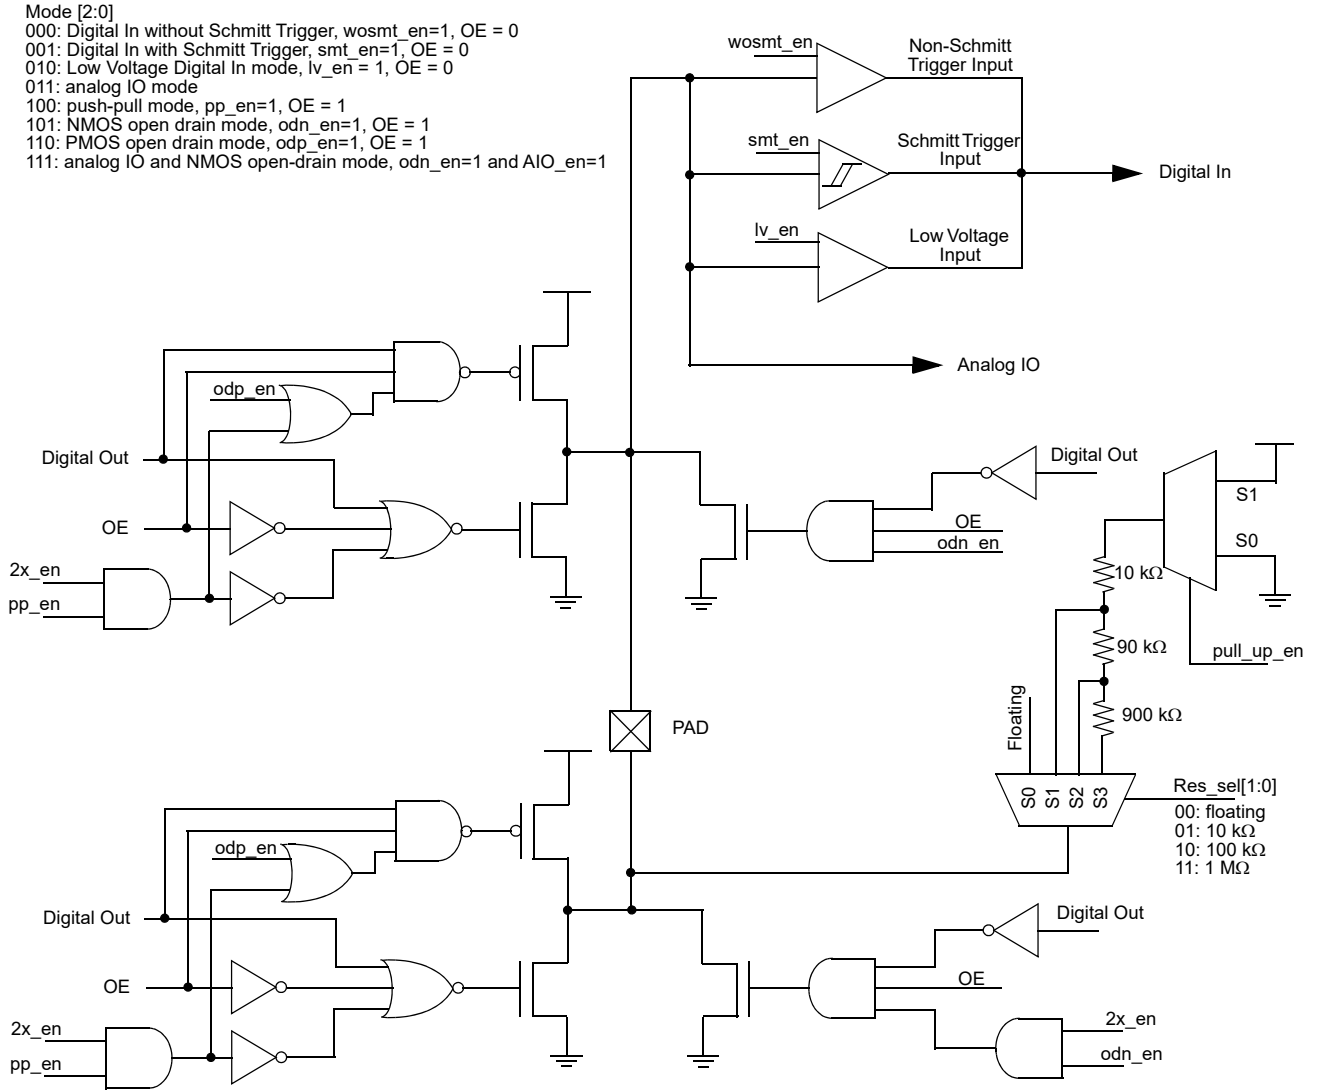 Mode [2:0]
000: Digital In without Schmitt Trigger, wosmt_en=1, OE = 0
001: Digital In with Schmitt Trigger, smt_en=1, OE = 0
010: Low Voltage Digital In mode, lv_en = 1, OE = 0
011: analog IO mode
100: push-pull mode, pp_en=1, OE = 1
101: NMOS open drain mode, odn_en=1, OE = 1
110: PMOS open drain mode, odp_en=1, OE = 1
111: analog IO and NMOS open-drain mode, odn_en=1 and AIO_en=1
wosmt_en
Non-Schmitt
Trigger Input
smt_en
Schmitt Trigger
Input
Digital In
lv_en
Low Voltage
Input
Analog IO
odp_en
Digital Out
OE
2x_en
pp_en
Digital Out
OE
odn_en
S1
S0
10 kΩ
90 kΩ
900 kΩ
pull_up_en
Floating
S0
S1
S2
S3
Res_sel[1:0]
00: floating
01: 10 kΩ
10: 100 kΩ
11: 1 MΩ
PAD
odp_en
Digital Out
OE
2x_en
pp_en
Digital Out
OE
2x_en
odn_en